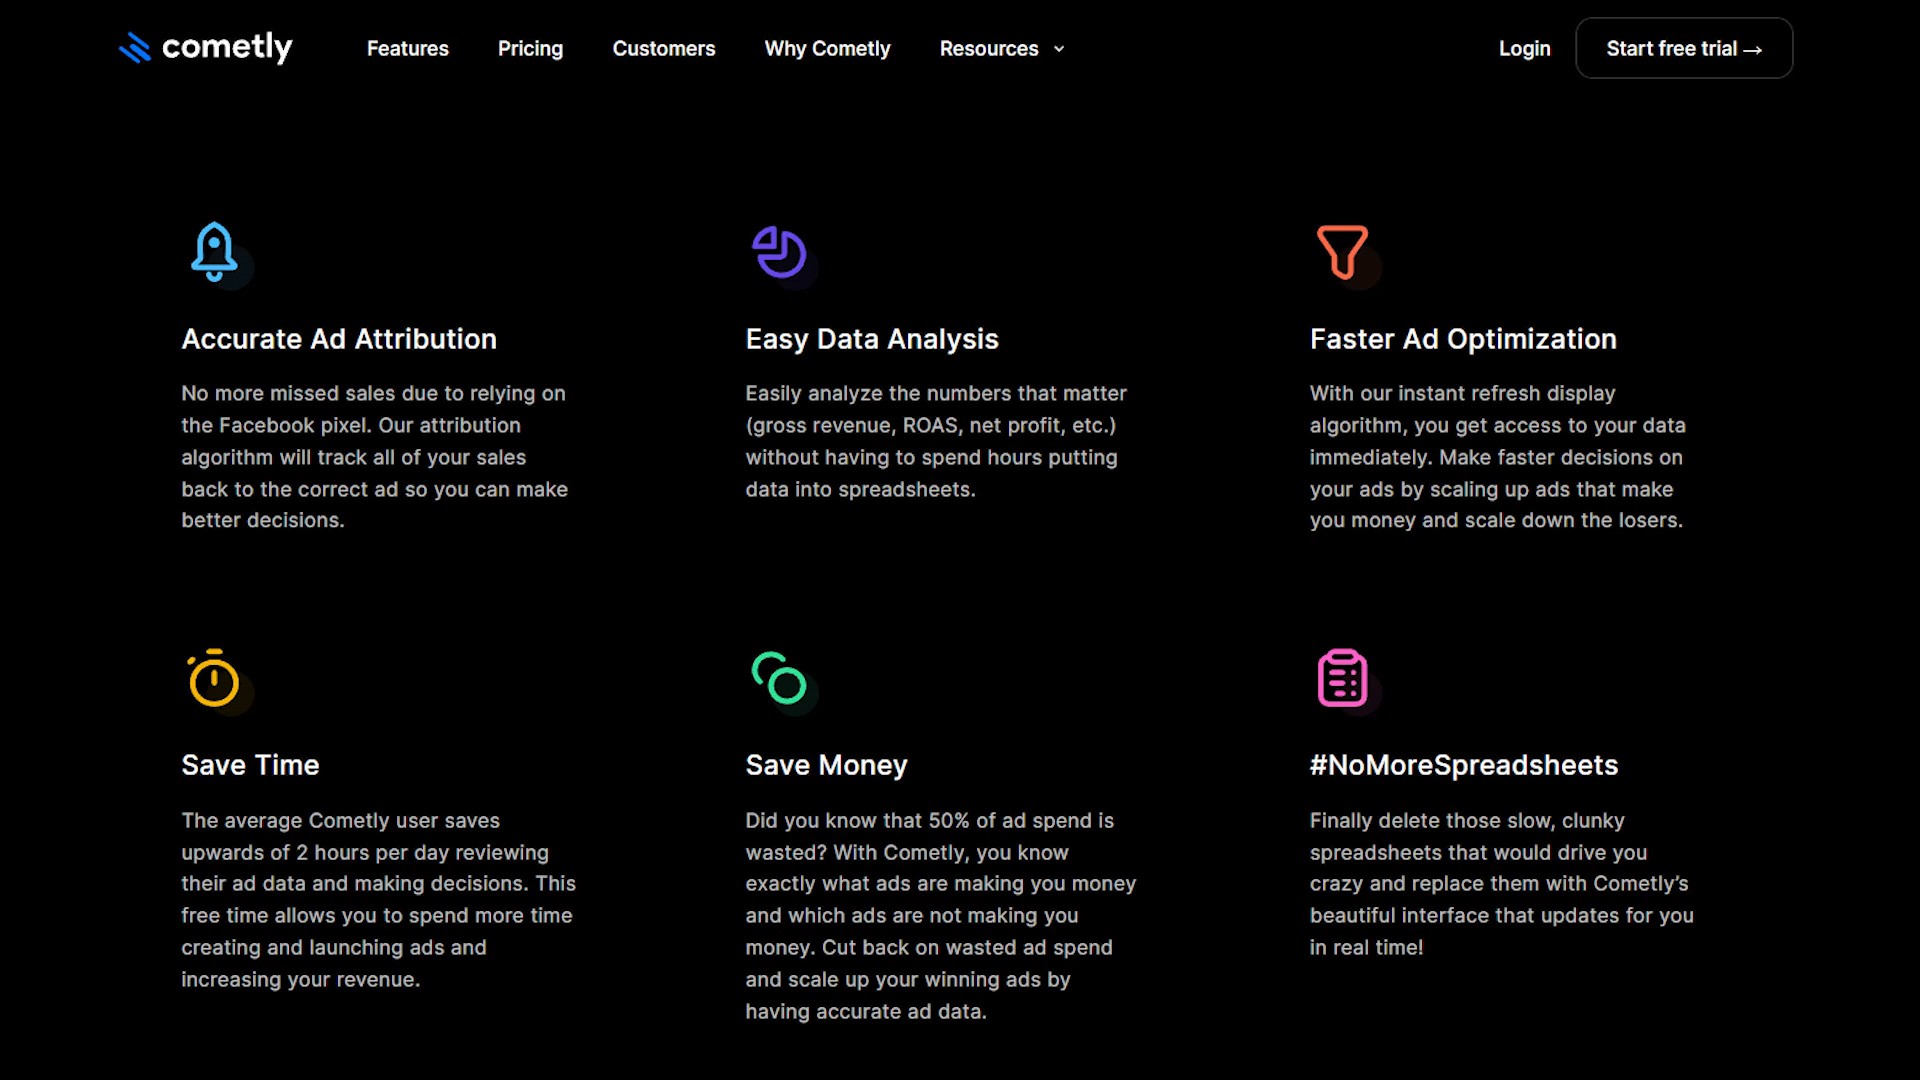 cometly
Features
Pricing
Customers
Why Cometly
Resources
Login
Start free trial →
Accurate Ad Attribution
No more missed sales due to relying on
the Facebook pixel. Our attribution
algorithm will track all of your sales
back to the correct ad so you can make
better decisions.
Easy Data Analysis
Easily analyze the numbers that matter
(gross revenue, ROAS, net profit, etc.)
without having to spend hours putting
data into spreadsheets.
Faster Ad Optimization
With our instant refresh display
algorithm, you get access to your data
immediately. Make faster decisions on
your ads by scaling up ads that make
you money and scale down the losers.
Save Time
The average Cometly user saves
upwards of 2 hours per day reviewing
their ad data and making decisions. This
free time allows you to spend more time
creating and launching ads and
increasing your revenue.
Save Money
Did you know that 50% of ad spend is
wasted? With Cometly, you know
exactly what ads are making you money
and which ads are not making you
money. Cut back on wasted ad spend
and scale up your winning ads by
having accurate ad data.
#NoMoreSpreadsheets
Finally delete those slow, clunky
spreadsheets that would drive you
crazy and replace them with Cometly’s
beautiful interface that updates for you
in real time!